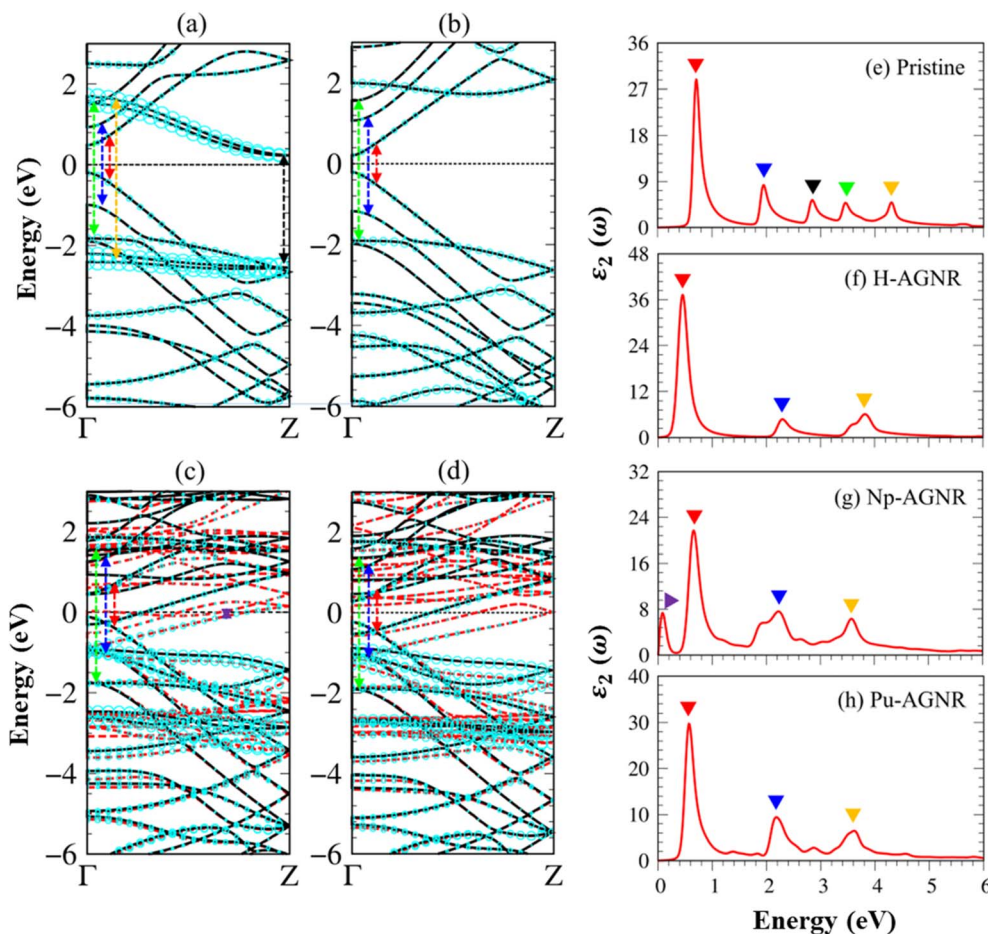 (a)
(b)
Energy (eV)
2
0
−2
−4
−6
Γ
Z
Γ
Z
(c)
(d)
Energy (eV)
2
0
−2
−4
−6
Γ
Z
Γ
Z
ε₂ (ω)
36
27
18
9
0
(e) Pristine
48
36
24
12
0
(f) H-AGNR
ε₂ (ω)
32
24
16
8
0
(g) Np-AGNR
40
30
20
10
0
(h) Pu-AGNR
0 1 2 3 4 5 6
Energy (eV)